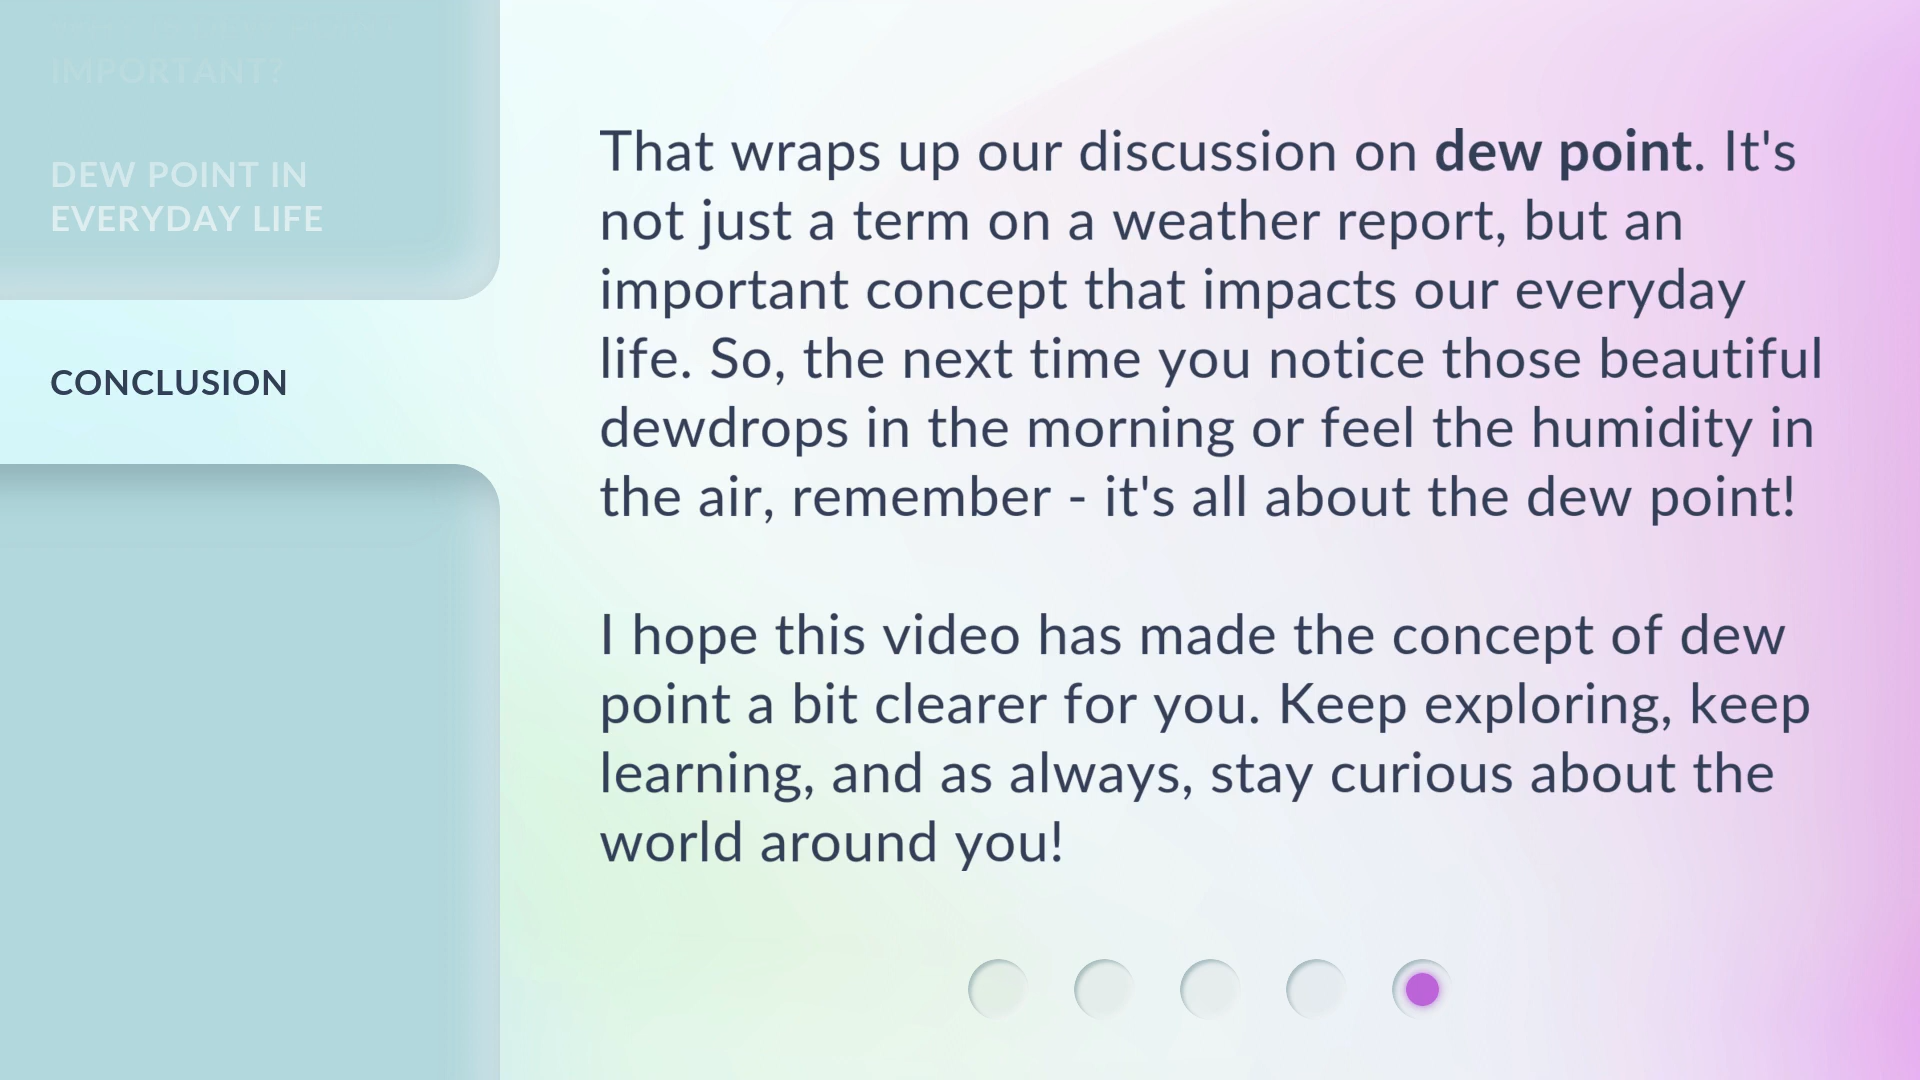 IMPORTANT?
DEW POINT IN
EVERYDAY LIFE
CONCLUSION
That wraps up our discussion on dew point. It's
not just a term on a weather report, but an
important concept that impacts our everyday
life. So, the next time you notice those beautiful
dewdrops in the morning or feel the humidity in
the air, remember - it's all about the dew point!
I hope this video has made the concept of dew
point a bit clearer for you. Keep exploring, keep
learning, and as always, stay curious about the
world around you!